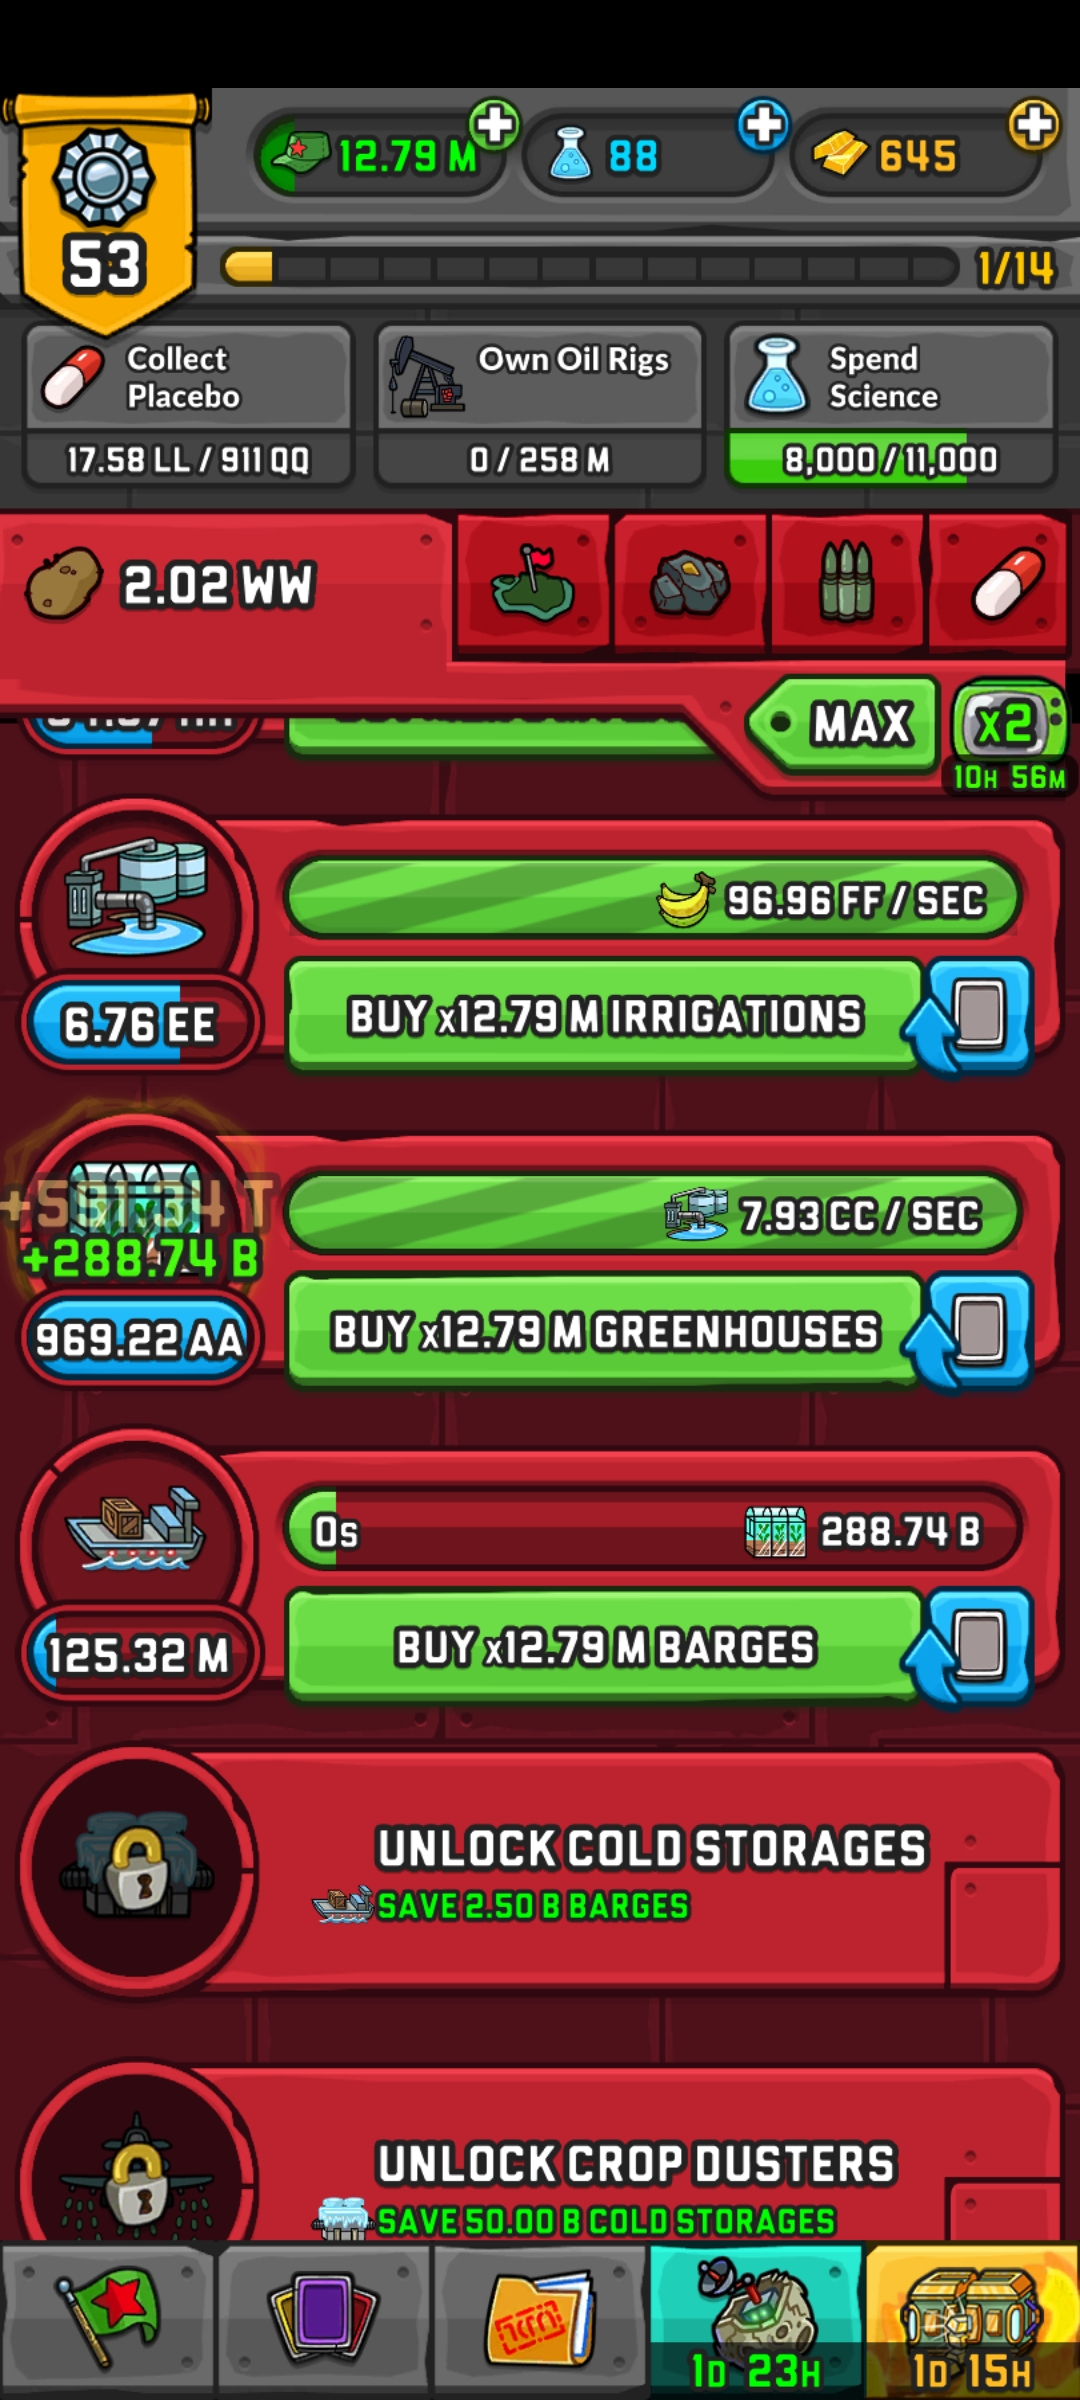 12.79 M
88
645
53
1/14
Collect
Placebo
17.58 LL / 911 QQ
Own Oil Rigs
0 / 258 M
Spend
Science
8,000 / 11,000
2.02 WW
MAX
x2
10H 56M
96.96 FF / SEC
6.76 EE
BUY x12.79 M IRRIGATIONS
+288.74 B
7.93 CC / SEC
969.22 AA
BUY x12.79 M GREENHOUSES
0s
288.74 B
125.32 M
BUY x12.79 M BARGES
UNLOCK COLD STORAGES
SAVE 2.50 B BARGES
UNLOCK CROP DUSTERS
SAVE 50.00 B COLD STORAGES
1D 23H
1D 15H